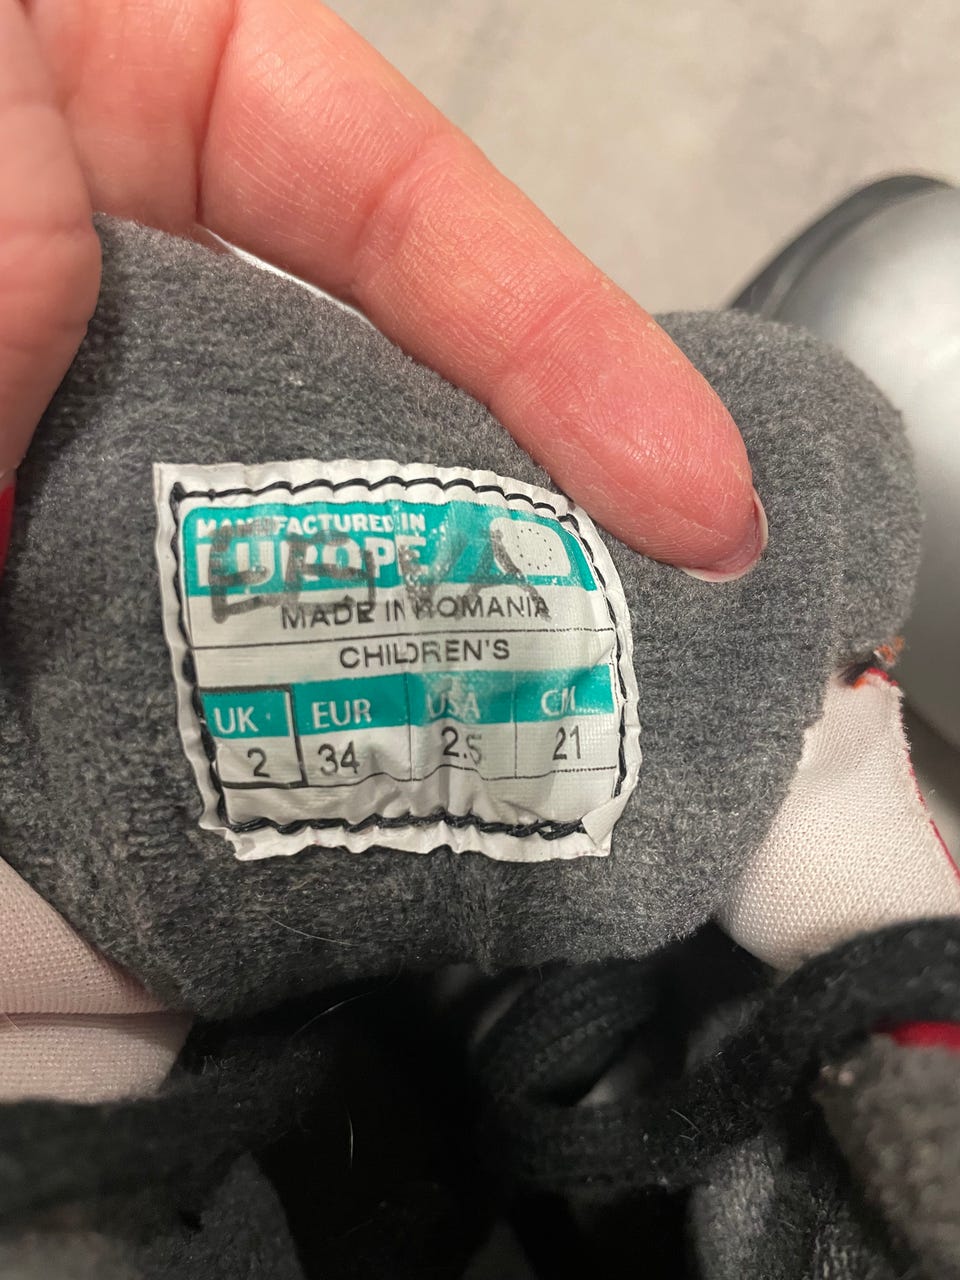 MANUFACTURED IN
EUROPE
MADE IN ROMANIA
CHILDREN'S
UK EUR USA CM
2 34 2.5 21